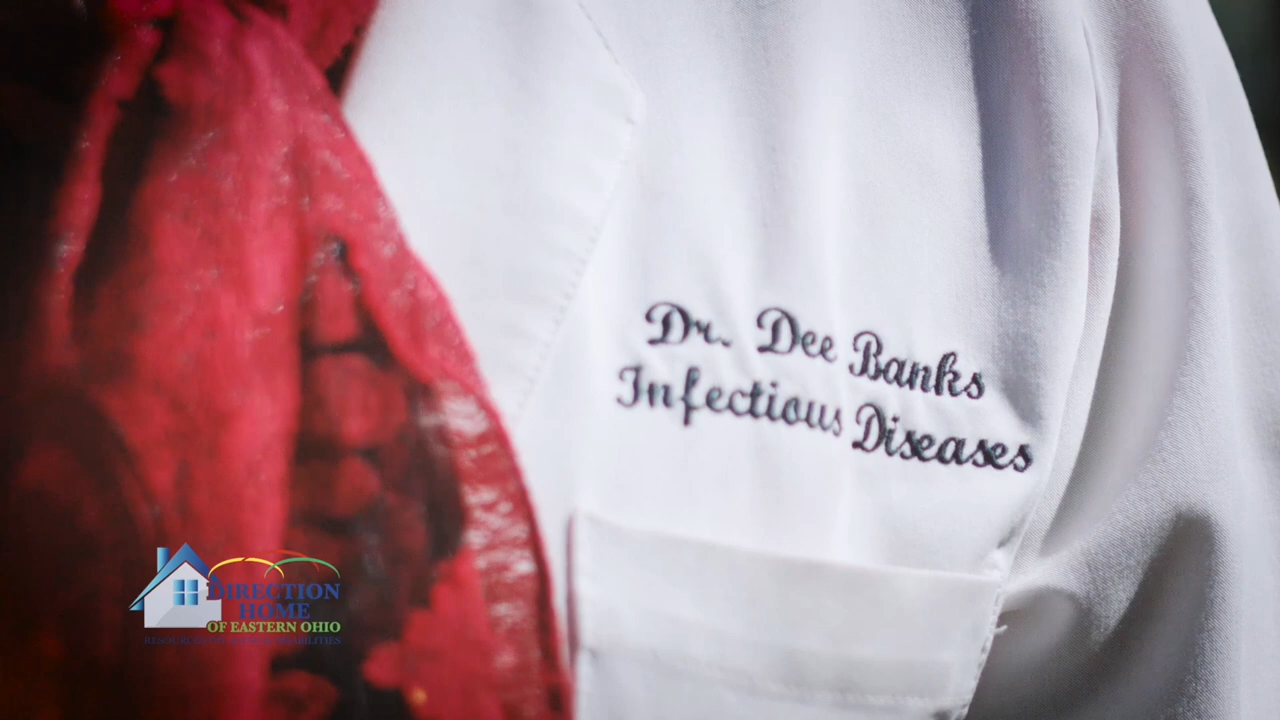 Dr. Dee Banks
Infectious Diseases
DIRECTION
HOME
OF EASTERN OHIO